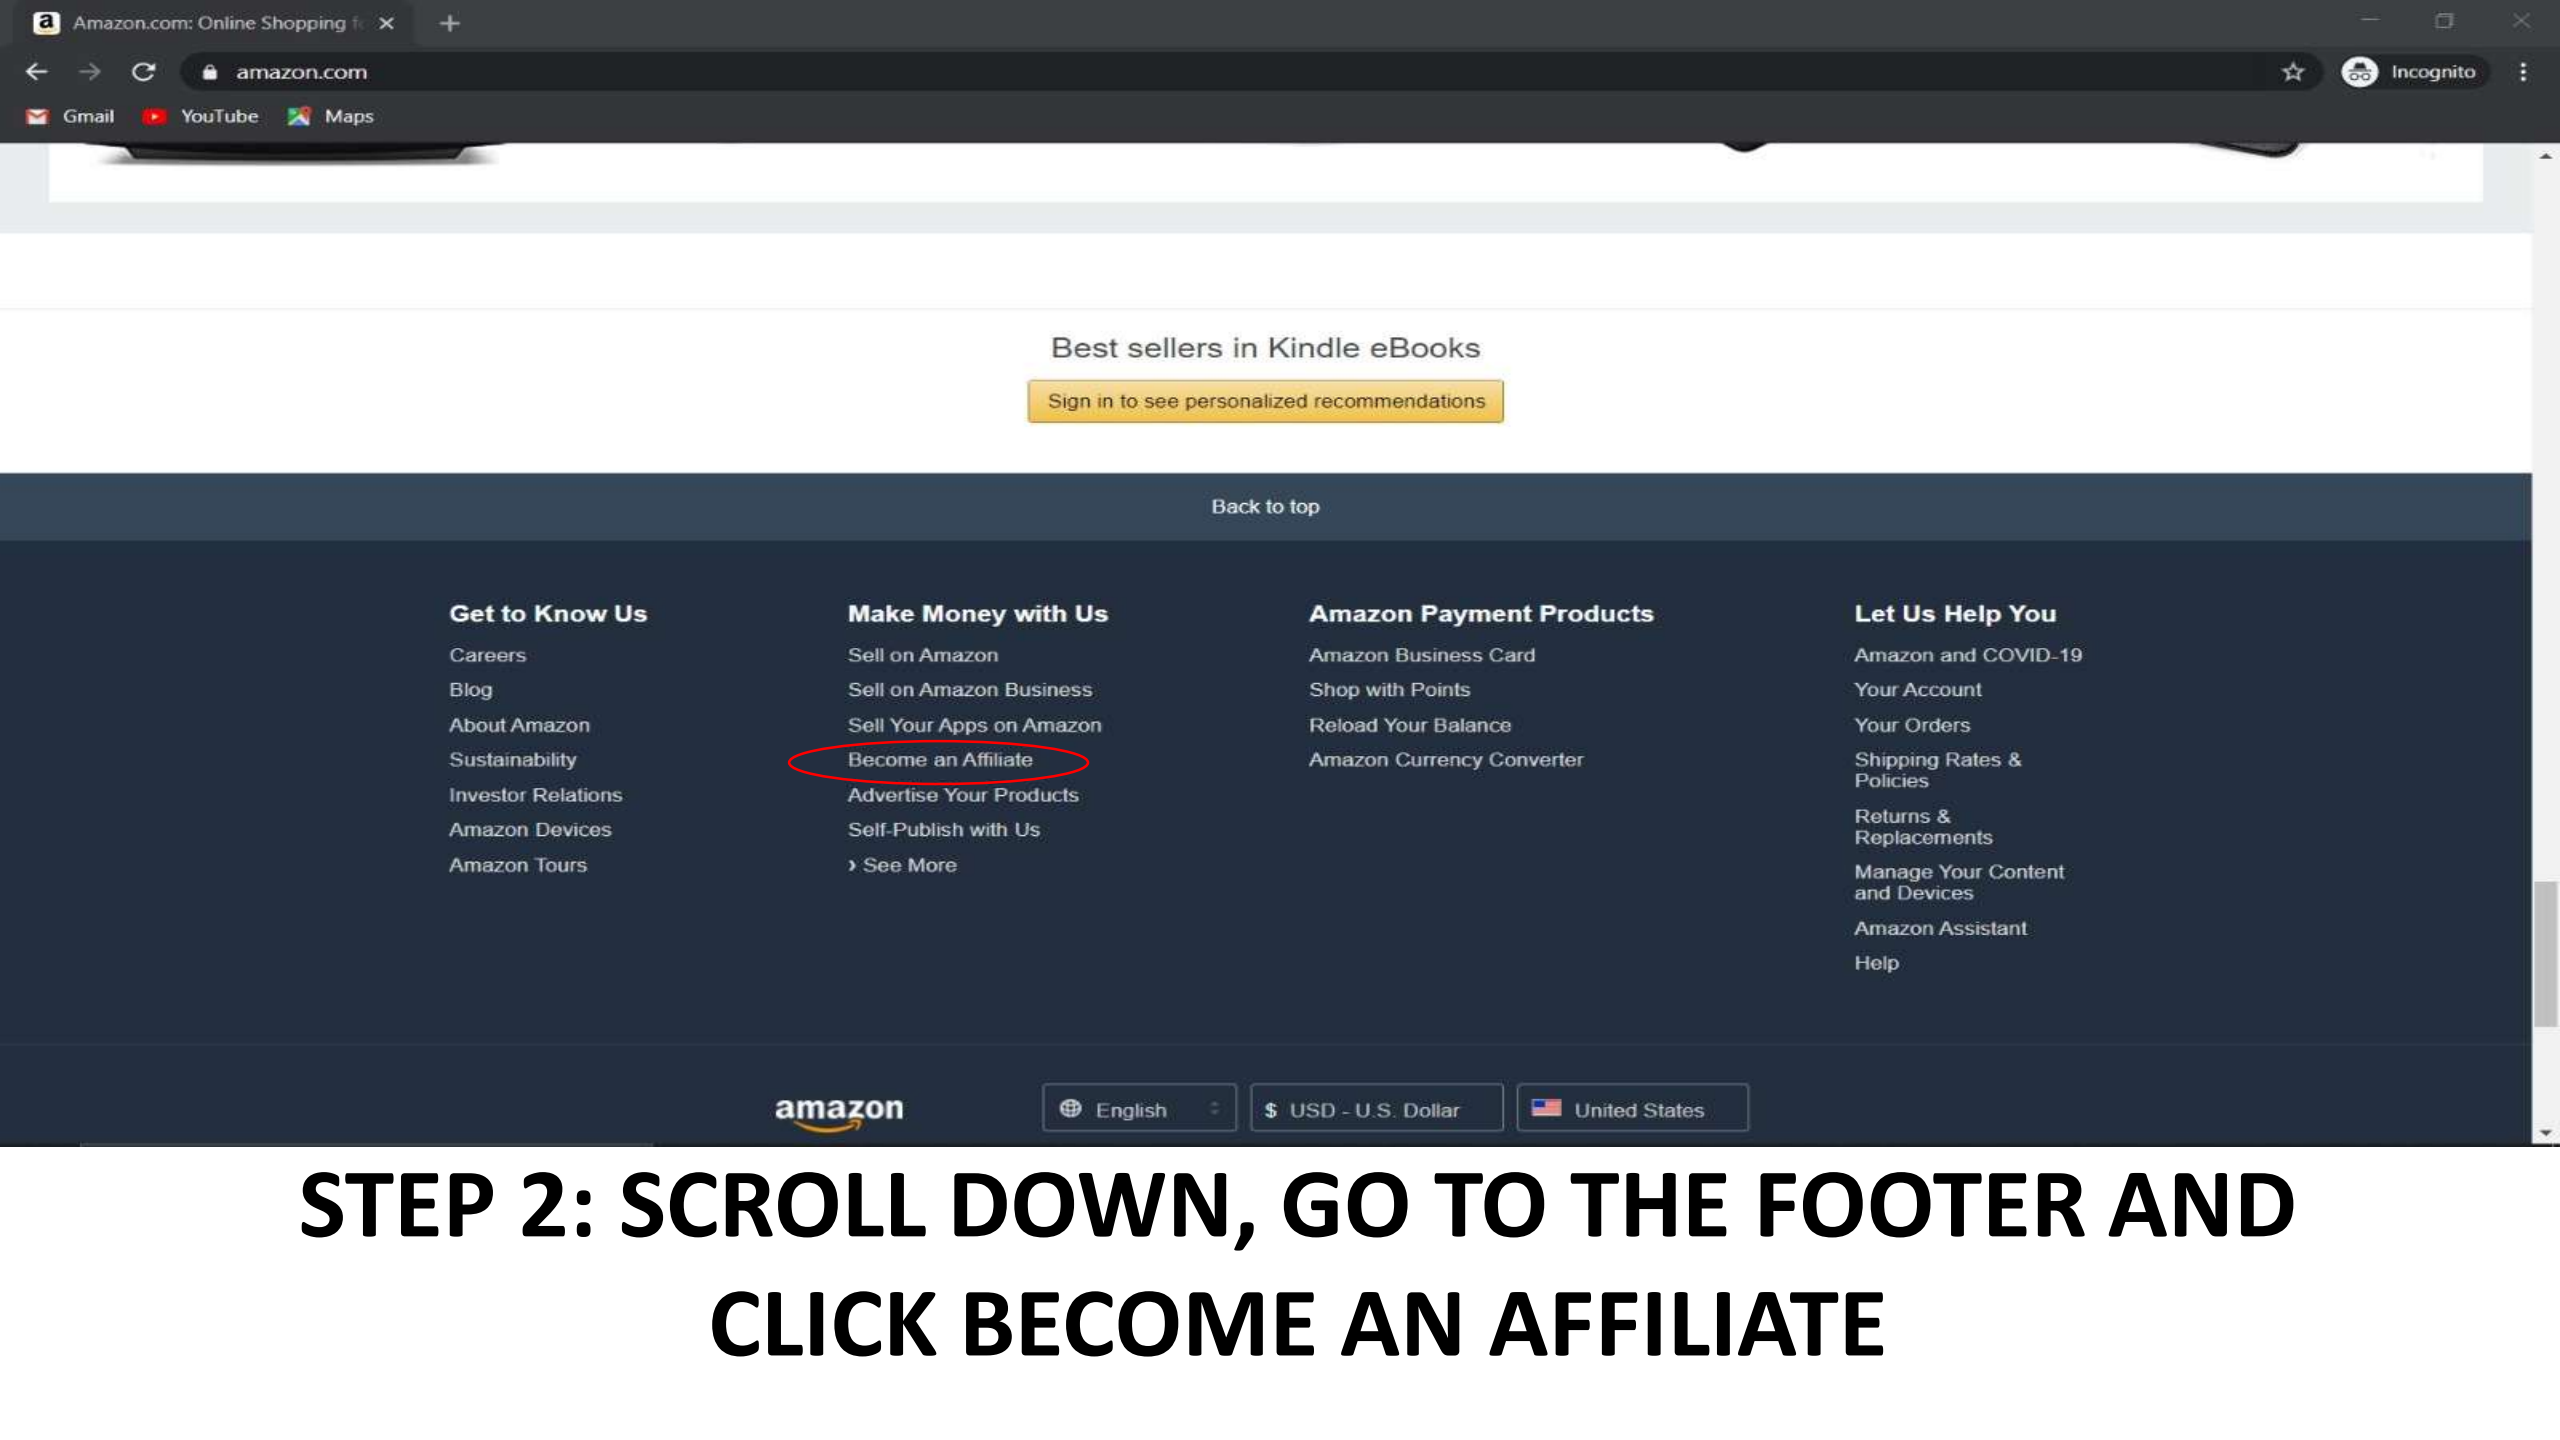 Amazon.com: Online Shopping f
amazon.com
Incognito
Gmail YouTube Maps
Best sellers in Kindle eBooks
Sign in to see personalized recommendations
Back to top
Get to Know Us
Careers
Blog
About Amazon
Sustainability
Investor Relations
Amazon Devices
Amazon Tours
Make Money with Us
Sell on Amazon
Sell on Amazon Business
Sell Your Apps on Amazon
Become an Affiliate
Advertise Your Products
Self-Publish with Us
› See More
Amazon Payment Products
Amazon Business Card
Shop with Points
Reload Your Balance
Amazon Currency Converter
Let Us Help You
Amazon and COVID-19
Your Account
Your Orders
Shipping Rates &
Policies
Returns &
Replacements
Manage Your Content
and Devices
Amazon Assistant
Help
amazon
English
$ USD - U.S. Dollar
United States
STEP 2: SCROLL DOWN, GO TO THE FOOTER AND
CLICK BECOME AN AFFILIATE